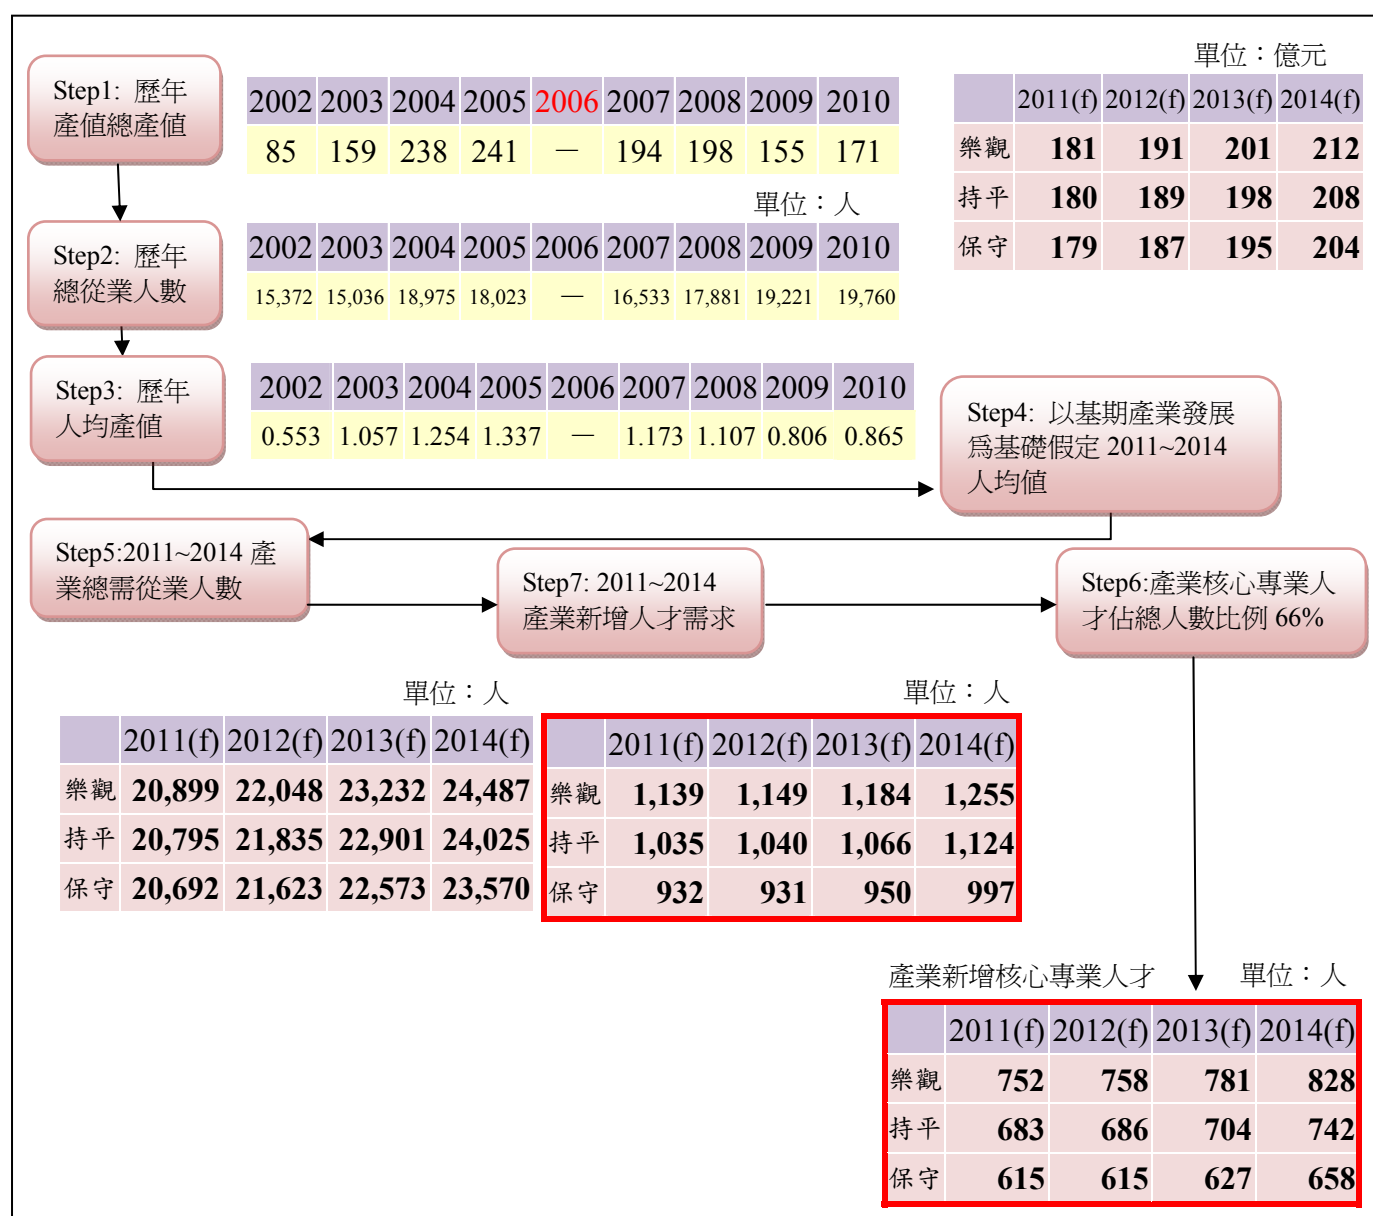 單位：億元
Step1: 歷年
產值總產值
2002 2003 2004 2005 2006 2007 2008 2009 2010
85 159 238 241 — 194 198 155 171
2011(f) 2012(f) 2013(f) 2014(f)
樂觀 181 191 201 212
持平 180 189 198 208
保守 179 187 195 204
單位：人
Step2: 歷年
總從業人數
2002 2003 2004 2005 2006 2007 2008 2009 2010
15,372 15,036 18,975 18,023 — 16,533 17,881 19,221 19,760
Step3: 歷年
人均產值
2002 2003 2004 2005 2006 2007 2008 2009 2010
0.553 1.057 1.254 1.337 — 1.173 1.107 0.806 0.865
Step4: 以基期產業發展
為基礎假定 2011~2014
人均值
Step5:2011~2014 產
業總需從業人數
Step7: 2011~2014
產業新增人才需求
Step6:產業核心專業人
才佔總人數比例 66%
單位：人
2011(f) 2012(f) 2013(f) 2014(f)
樂觀 20,899 22,048 23,232 24,487
持平 20,795 21,835 22,901 24,025
保守 20,692 21,623 22,573 23,570
單位：人
2011(f) 2012(f) 2013(f) 2014(f)
樂觀 1,139 1,149 1,184 1,255
持平 1,035 1,040 1,066 1,124
保守 932 931 950 997
產業新增核心專業人才 單位：人
2011(f) 2012(f) 2013(f) 2014(f)
樂觀 752 758 781 828
持平 683 686 704 742
保守 615 615 627 658